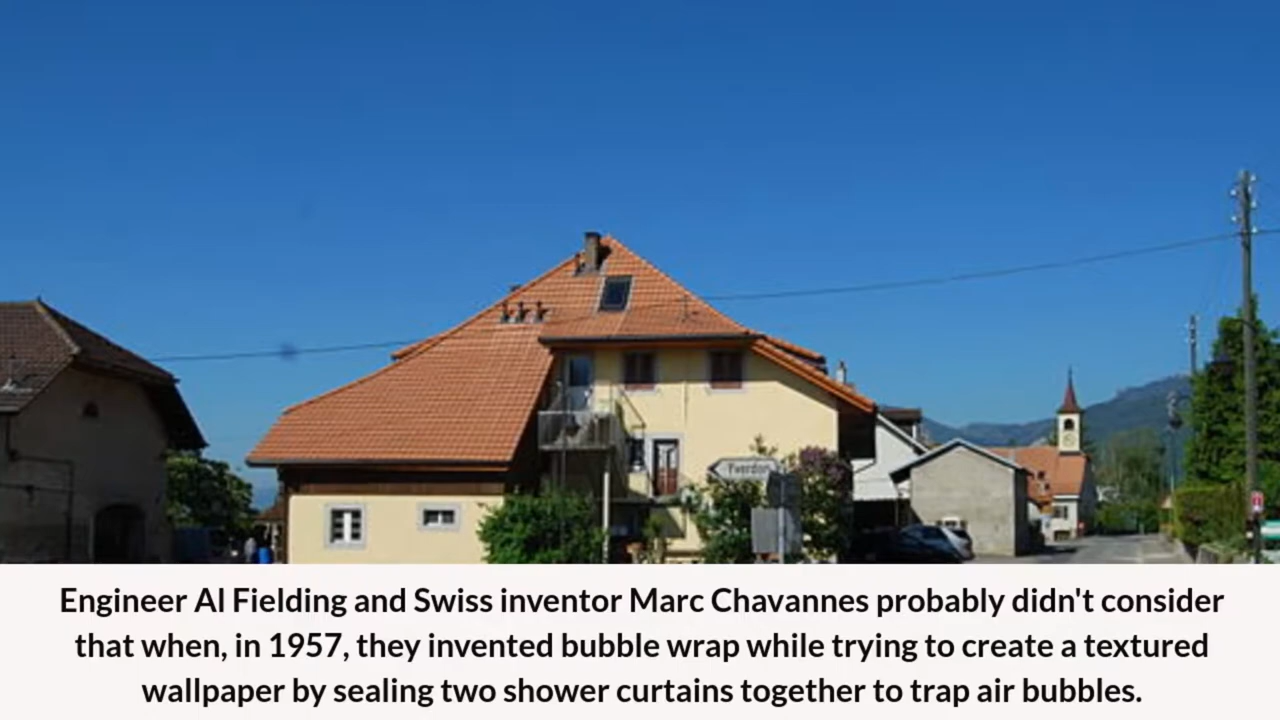 Yverdon
Engineer Al Fielding and Swiss inventor Marc Chavannes probably didn't consider
that when, in 1957, they invented bubble wrap while trying to create a textured
wallpaper by sealing two shower curtains together to trap air bubbles.